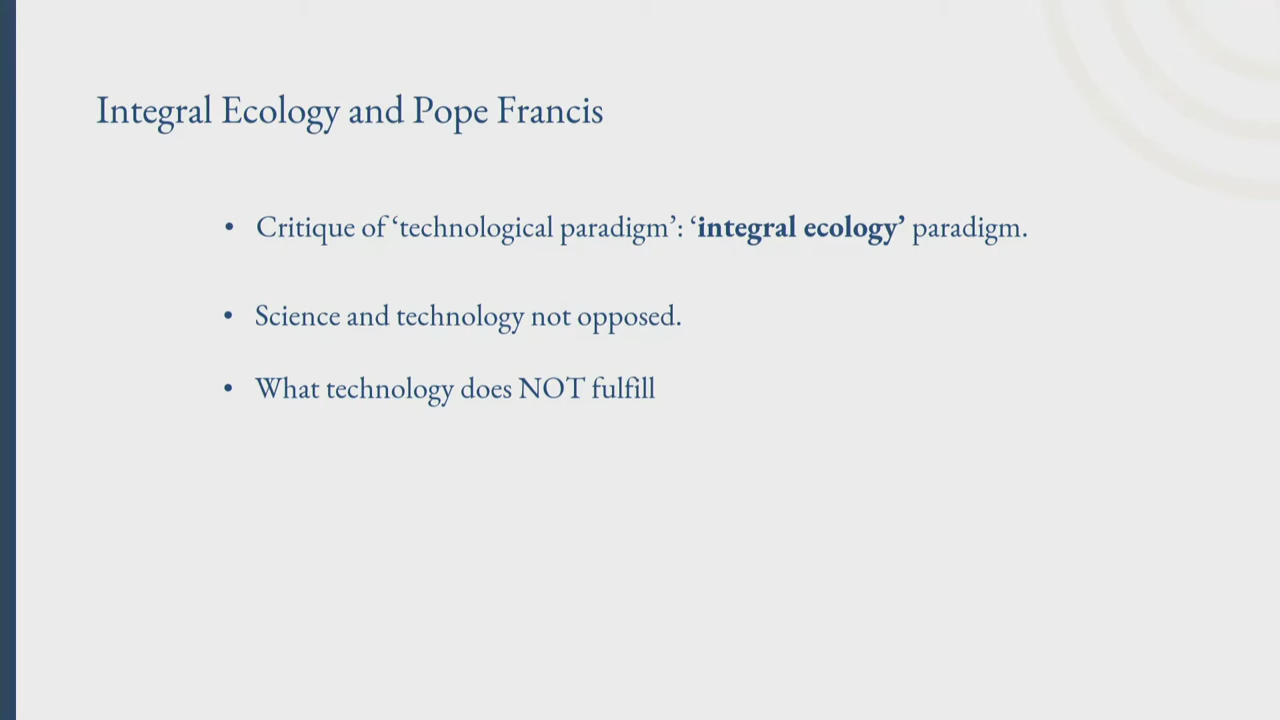 Integral Ecology and Pope Francis
• Critique of ‘technological paradigm’: ‘integral ecology’ paradigm.
• Science and technology not opposed.
• What technology does NOT fulfill